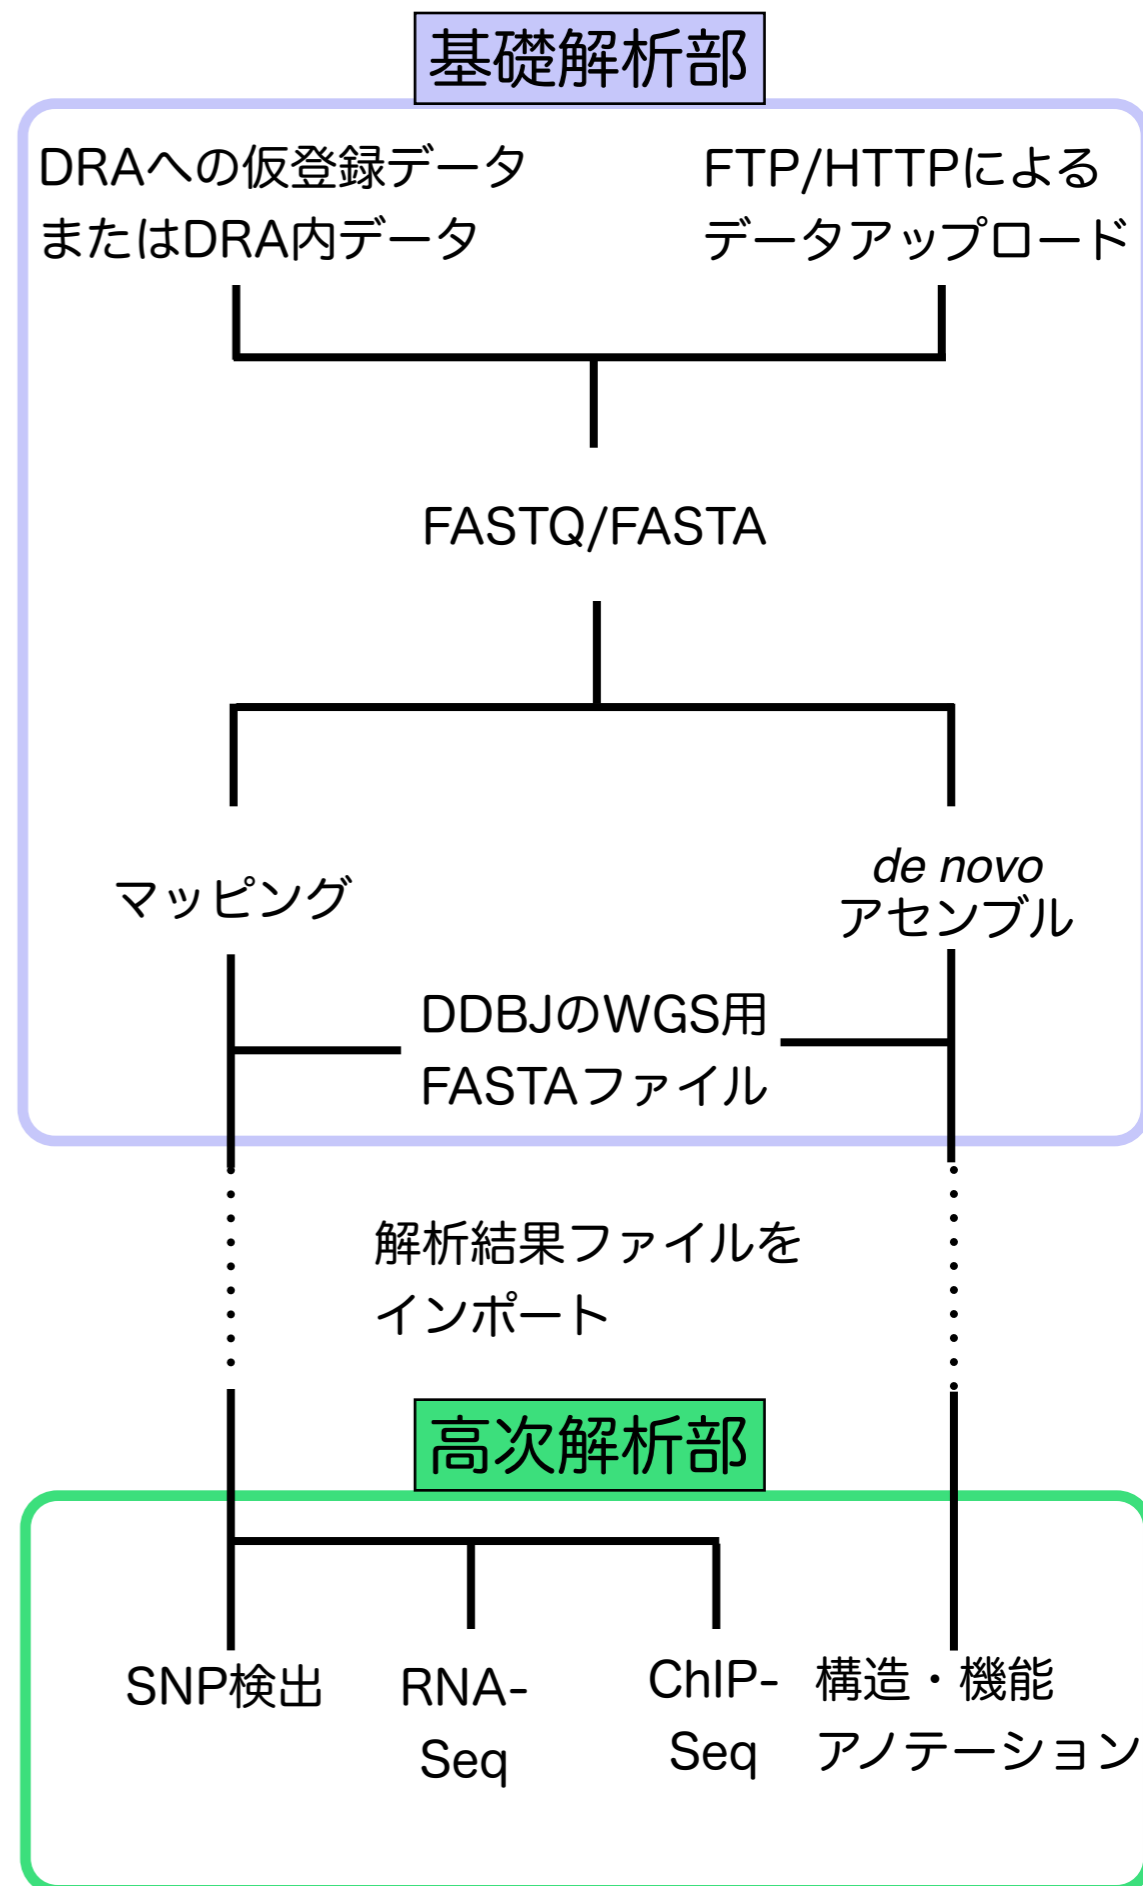 基礎解析部
DRAへの仮登録データ
またはDRA内データ
FTP/HTTPによる
データアップロード
FASTQ/FASTA
マッピング
de novo
アセンブル
DDBJのWGS用
FASTAファイル
解析結果ファイルを
インポート
高次解析部
SNP検出
RNA-
Seq
ChIP-
Seq
構造・機能
アノテーション